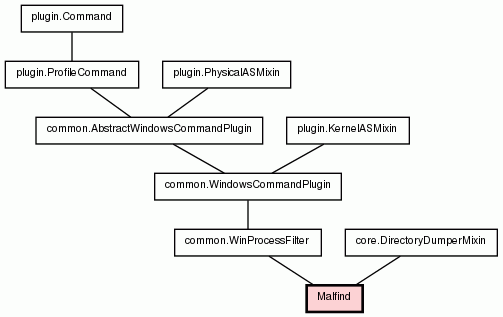 plugin.Command
plugin.ProfileCommand
plugin.PhysicalASMixin
common.AbstractWindowsCommandPlugin
plugin.KernelASMixin
common.WindowsCommandPlugin
common.WinProcessFilter
core.DirectoryDumperMixin
Malfind